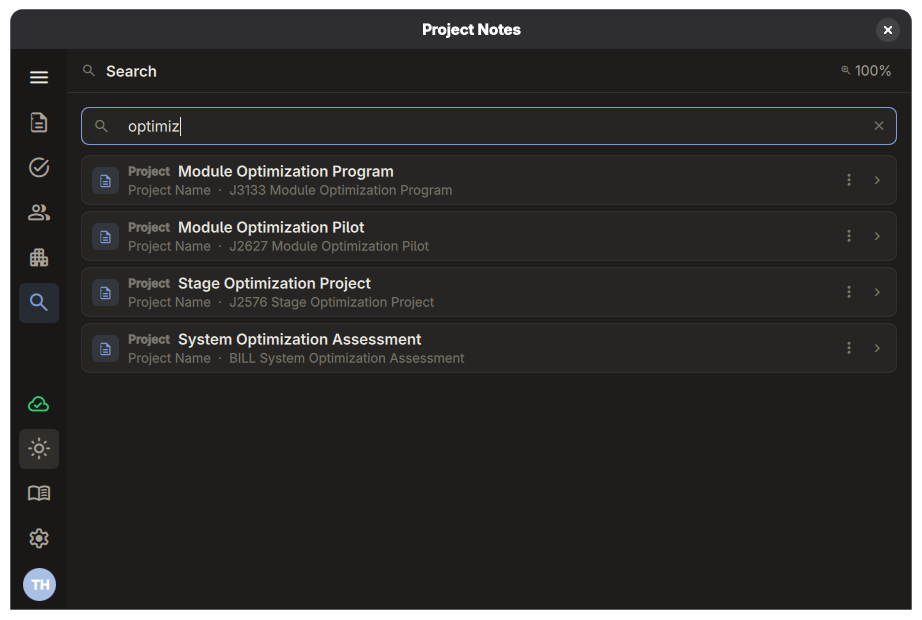 Project Notes
Search
100%
optimiz
Project Module Optimization Program
Project Name · J3133 Module Optimization Program
Project Module Optimization Pilot
Project Name · J2627 Module Optimization Pilot
Project Stage Optimization Project
Project Name · J2576 Stage Optimization Project
Project System Optimization Assessment
Project Name · BILL System Optimization Assessment
TH